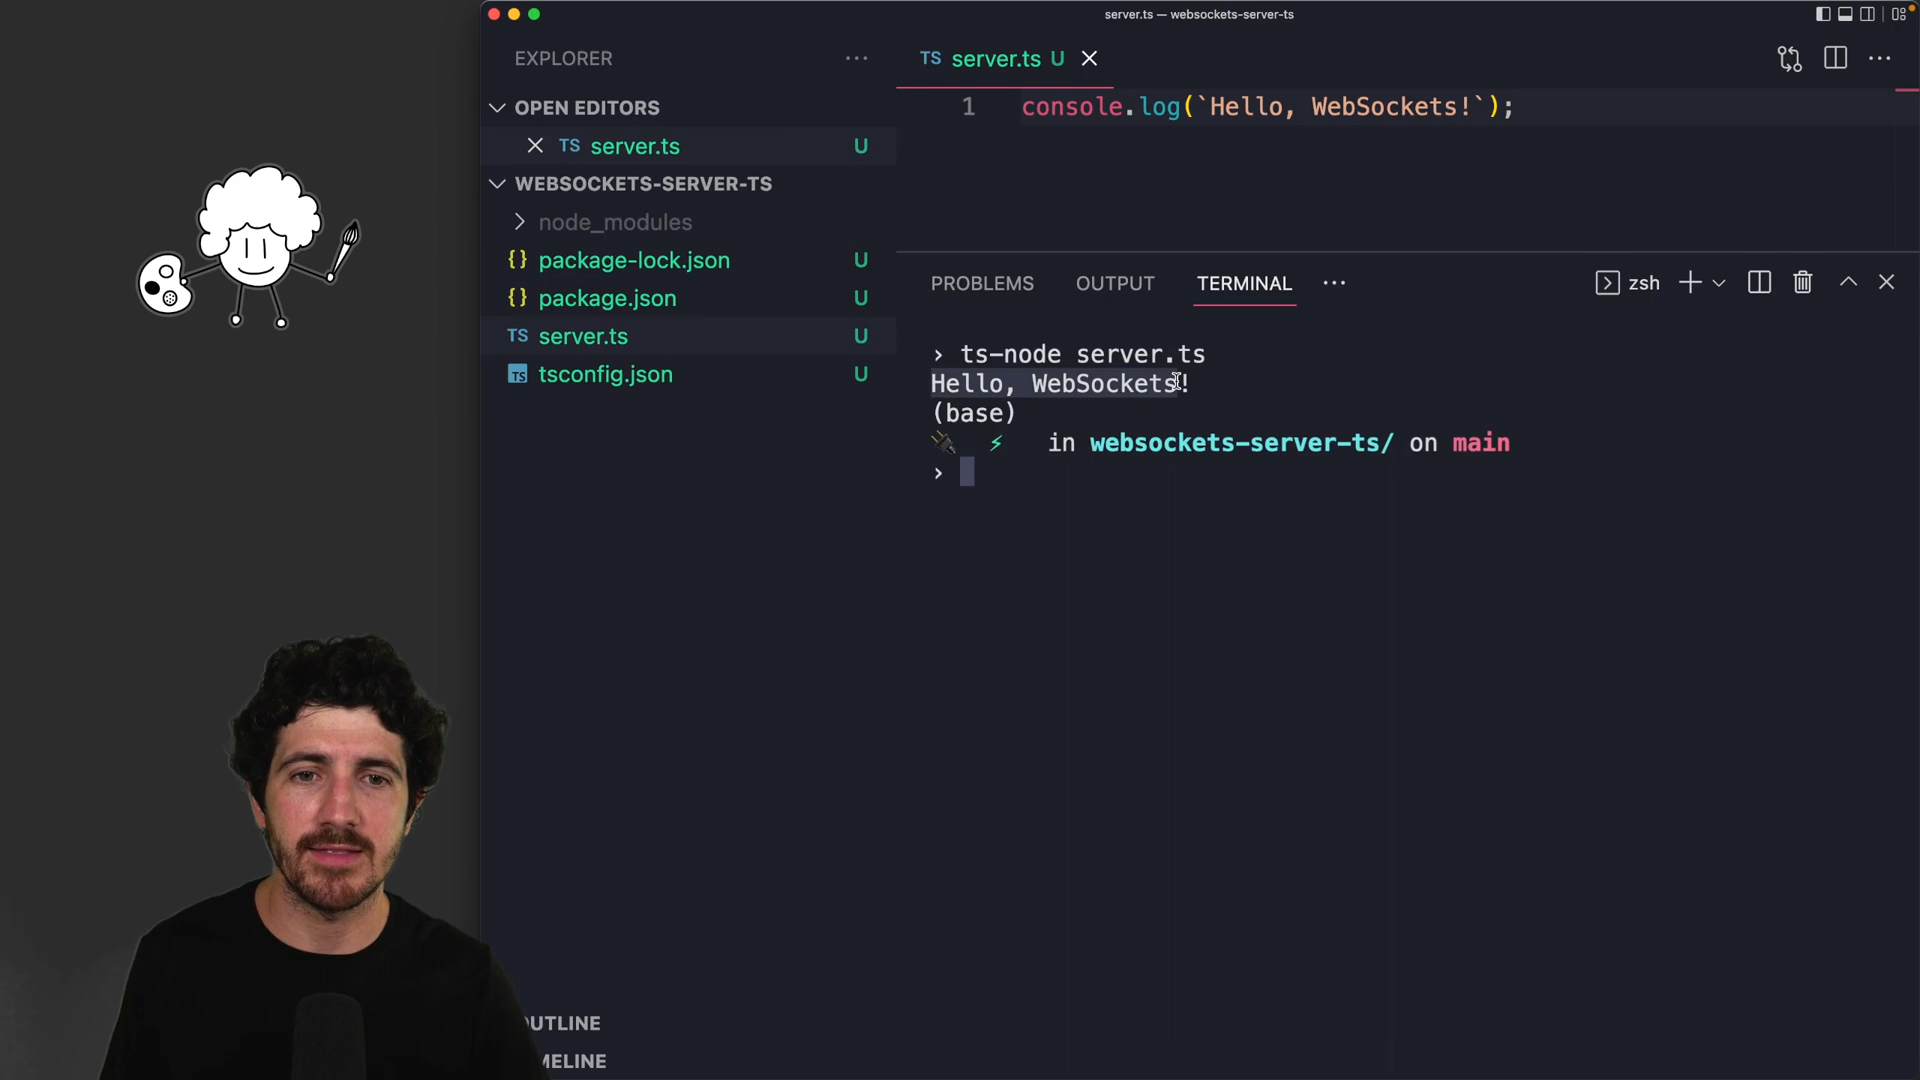 server.ts — websockets-server-ts
EXPLORER
OPEN EDITORS
TS server.ts U
WEBSOCKETS-SERVER-TS
node_modules
{} package-lock.json U
{} package.json U
TS server.ts U
TS tsconfig.json U
OUTLINE
MELINE
TS server.ts U
1 console.log(`Hello, WebSockets!`);
PROBLEMS OUTPUT TERMINAL
zsh
› ts-node server.ts
Hello, WebSockets!
(base)
in websockets-server-ts/ on main
›